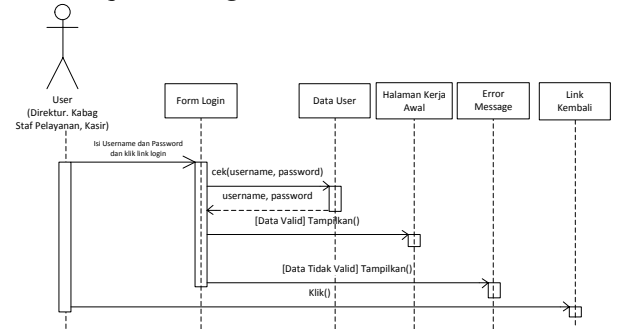 User
(Direktur. Kabag
Staf Pelayanan, Kasir)
Form Login
Data User
Halaman Kerja
Awal
Error
Message
Link
Kembali
Isi Username dan Password
dan klik link login
cek(username, password)
username, password
[Data Valid] Tampilkan()
[Data Tidak Valid] Tampilkan()
Klik()